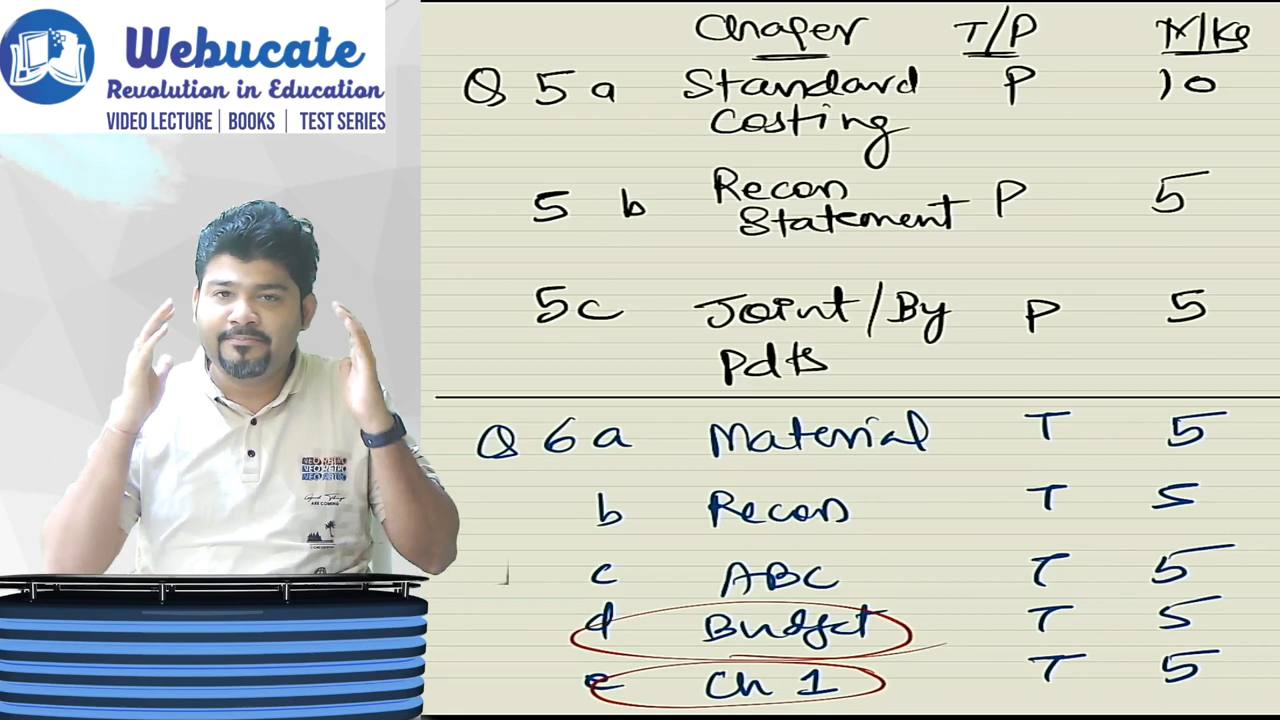 Webucate
Revolution in Education
VIDEO LECTURE | BOOKS | TEST SERIES
Chaper T/P M/Ks
Q 5 a Standard P 10
Costing
5 b Recon P 5
Statement
5c Joint/By P 5
Pdts
Q 6 a Material T 5
b Recon T 5
c ABC T 5
d Budget T 5
e Ch 1 T 5